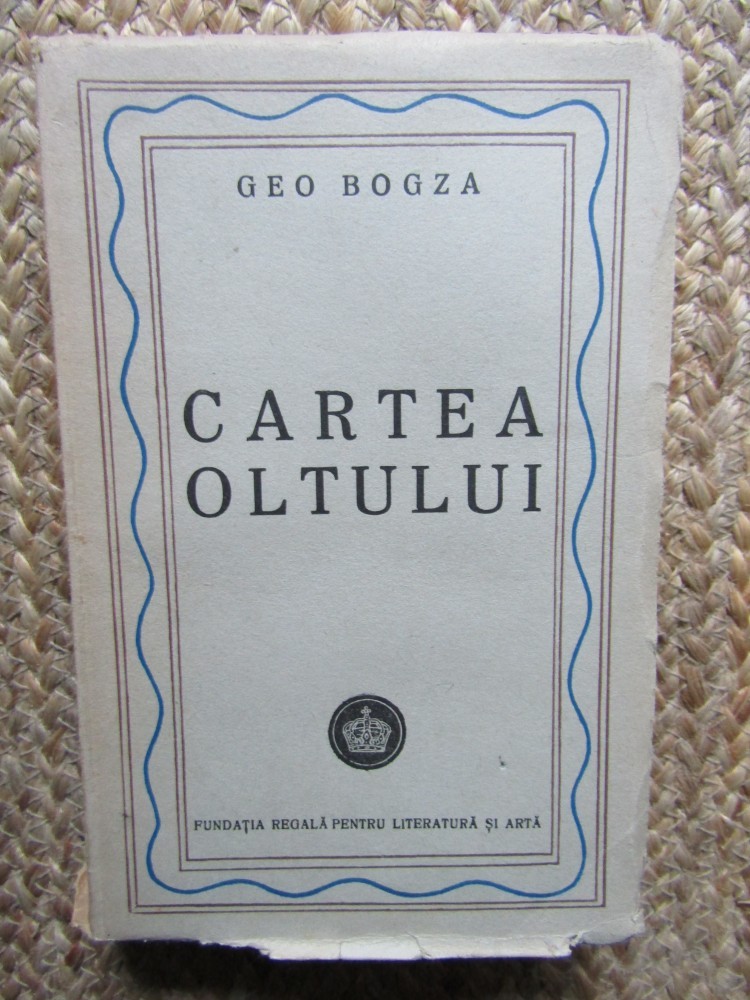 GEO BOGZA
CARTEA
OLTULUI
FUNDAȚIA REGALĂ PENTRU LITERATURĂ ȘI ARTĂ